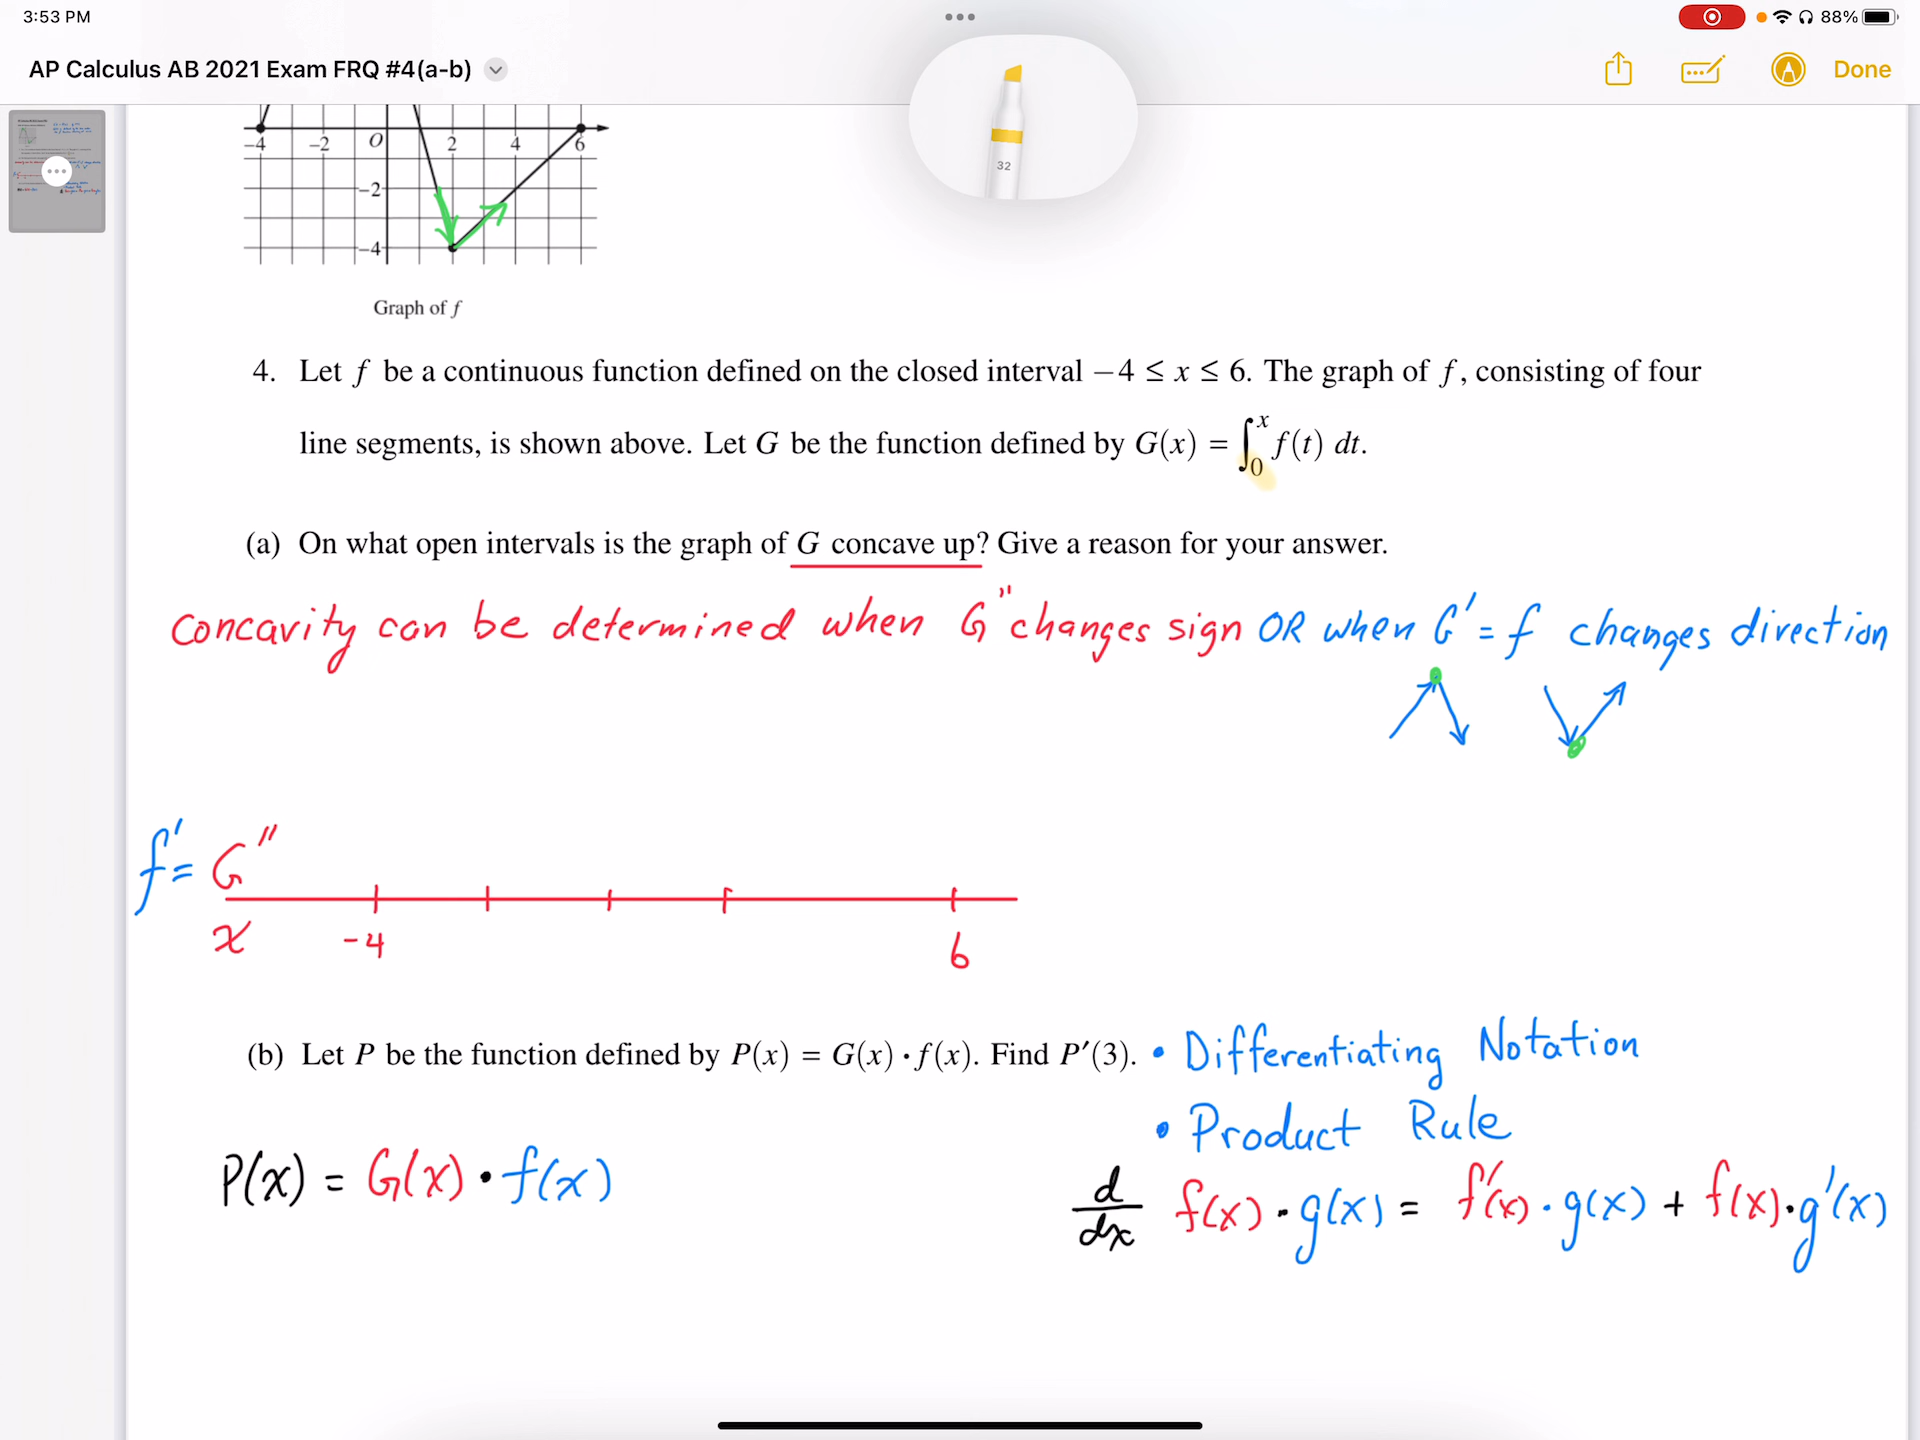 3:53 PM
88%
AP Calculus AB 2021 Exam FRQ #4(a-b)
Done
32
-4 -2 O 2 4 6
-2
-4
Graph of f
4. Let f be a continuous function defined on the closed interval −4 ≤ x ≤ 6. The graph of f, consisting of four
line segments, is shown above. Let G be the function defined by G(x) = ∫₀ˣ f(t) dt.
(a) On what open intervals is the graph of G concave up? Give a reason for your answer.
concavity can be determined when G" changes sign OR when G' = f changes direction
f' = G"
x -4 6
(b) Let P be the function defined by P(x) = G(x) · f(x). Find P′(3). • Differentiating Notation
• Product Rule
P(x) = G(x) · f(x)
d/dx f(x) · g(x) = f'(x) · g(x) + f(x) · g'(x)